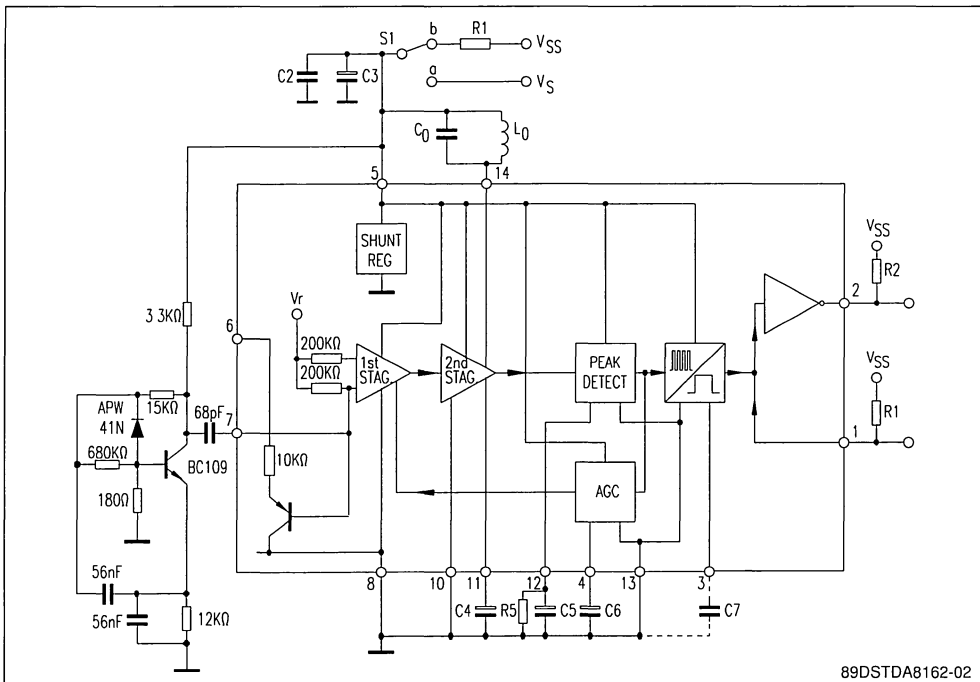 S1
b
R1
VSS
C2
C3
a
VS
C0
L0
5
14
SHUNT
REG
VSS
R2
3 3KΩ
Vr
6
2
200KΩ
200KΩ
1st
STAG.
2nd
STAG.
PEAK
DETECT
VSS
R1
15KΩ
68pF
7
APW
41N
1
680KΩ
BC109
10KΩ
AGC
180Ω
56nF
8
10
11
12
4
13
3
C4
R5
C5
C6
C7
56nF
12KΩ
89DSTDA8162-02